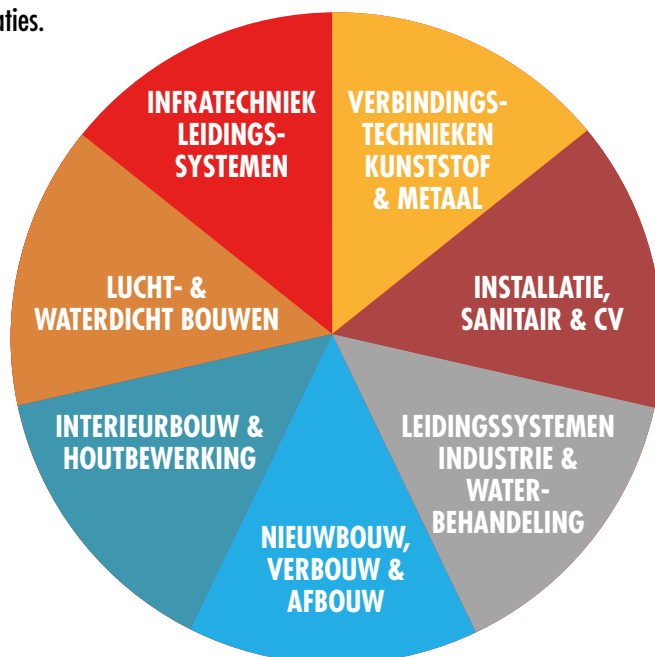 aties.
INFRATECHNIEK
LEIDINGS-
SYSTEMEN
VERBINDINGS-
TECHNIEKEN
KUNSTSTOF
& METAAL
LUCHT- &
WATERDICHT BOUWEN
INSTALLATIE,
SANITAIR & CV
INTERIEURBOUW &
HOUTBEWERKING
LEIDINGSSYSTEMEN
INDUSTRIE &
WATER-
BEHANDELING
NIEUWBOUW,
VERBOUW &
AFBOUW